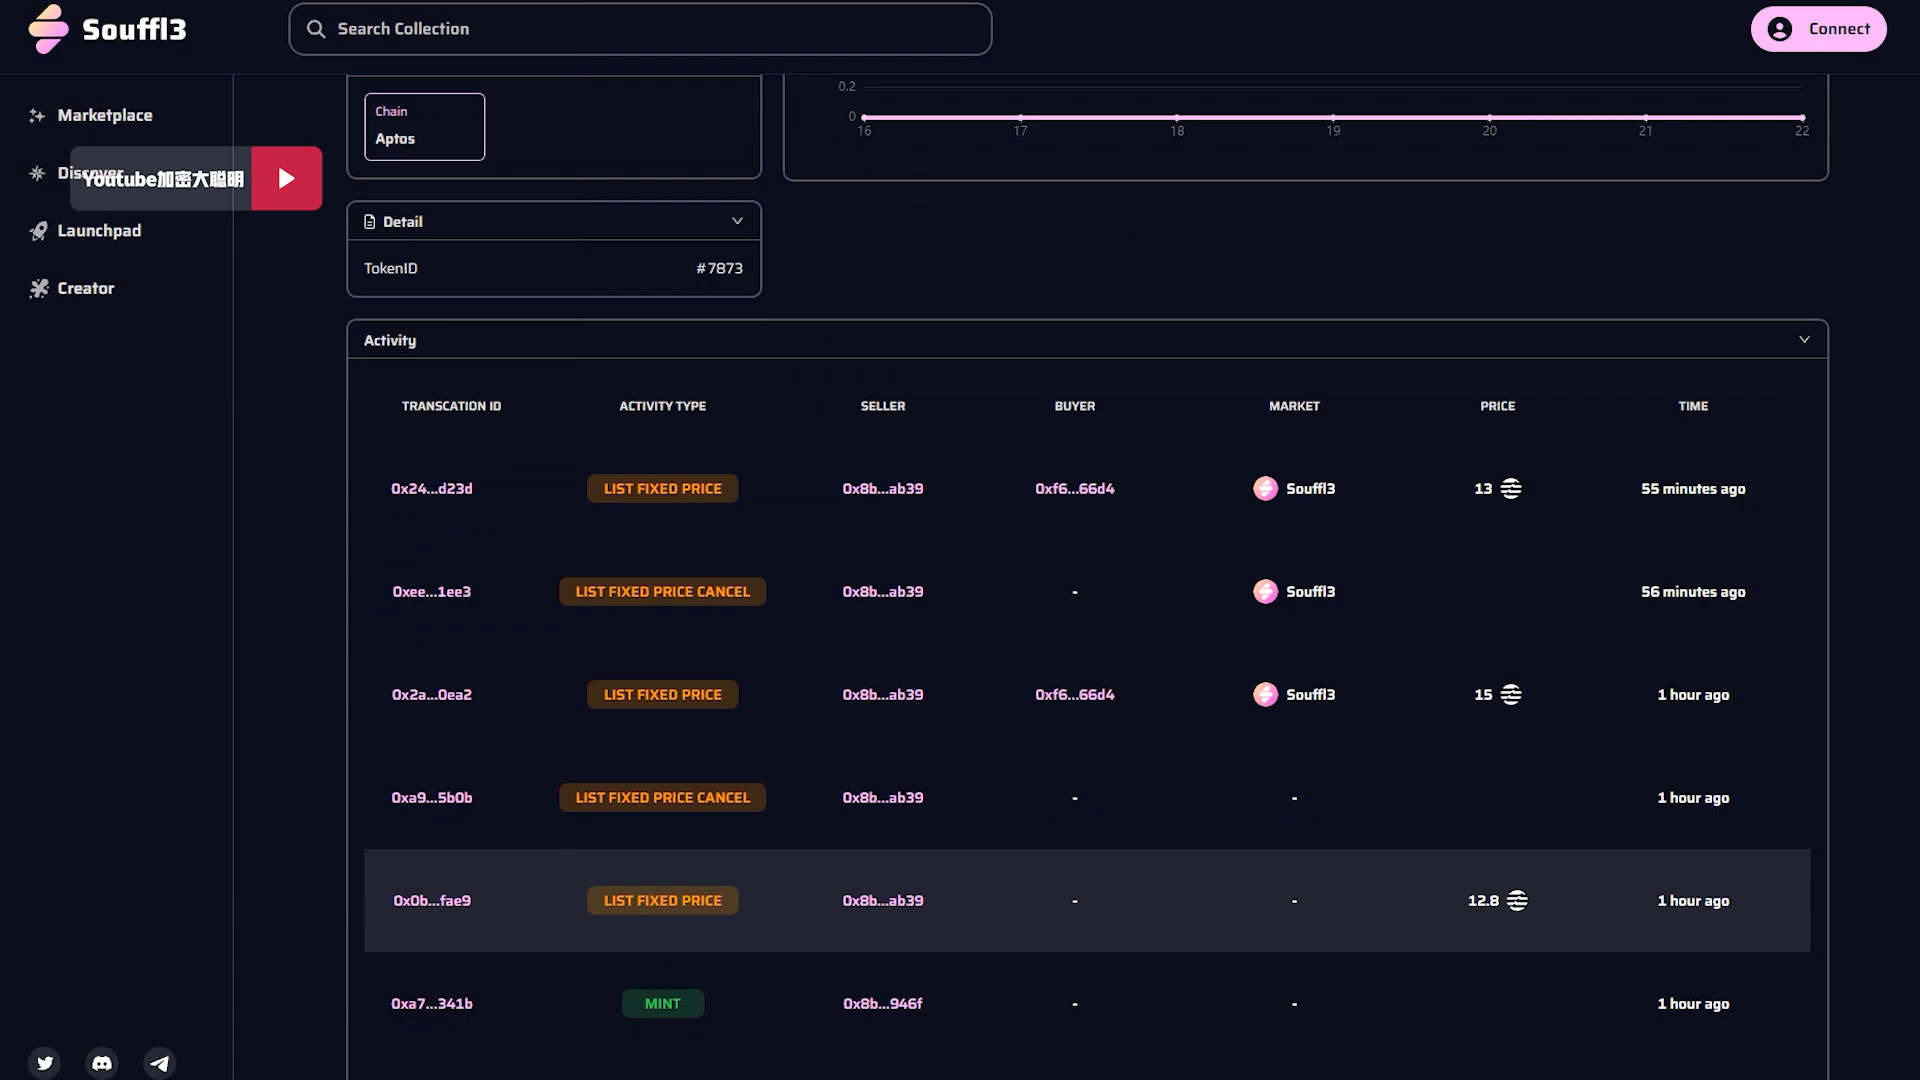 Souffl3
Search Collection
Connect
Marketplace
Discover
Launchpad
Creator
Youtube加密大聪明
Chain
Aptos
0.2
0
16 17 18 19 20 21 22
Detail
TokenID #7873
Activity
TRANSCATION ID ACTIVITY TYPE SELLER BUYER MARKET PRICE TIME
0x24...d23d LIST FIXED PRICE 0x8b...ab39 0xf6...66d4 Souffl3 13 55 minutes ago
0xee...1ee3 LIST FIXED PRICE CANCEL 0x8b...ab39 - Souffl3 56 minutes ago
0x2a...0ea2 LIST FIXED PRICE 0x8b...ab39 0xf6...66d4 Souffl3 15 1 hour ago
0xa9...5b0b LIST FIXED PRICE CANCEL 0x8b...ab39 - - 1 hour ago
0x0b...fae9 LIST FIXED PRICE 0x8b...ab39 - - 12.8 1 hour ago
0xa7...341b MINT 0x8b...946f - - 1 hour ago